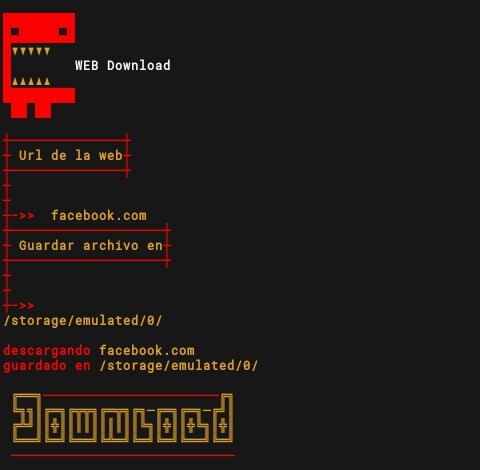 WEB Download
Url de la web
-->> facebook.com
Guardar archivo en
-->>
/storage/emulated/0/
descargando facebook.com
guardado en /storage/emulated/0/
Download